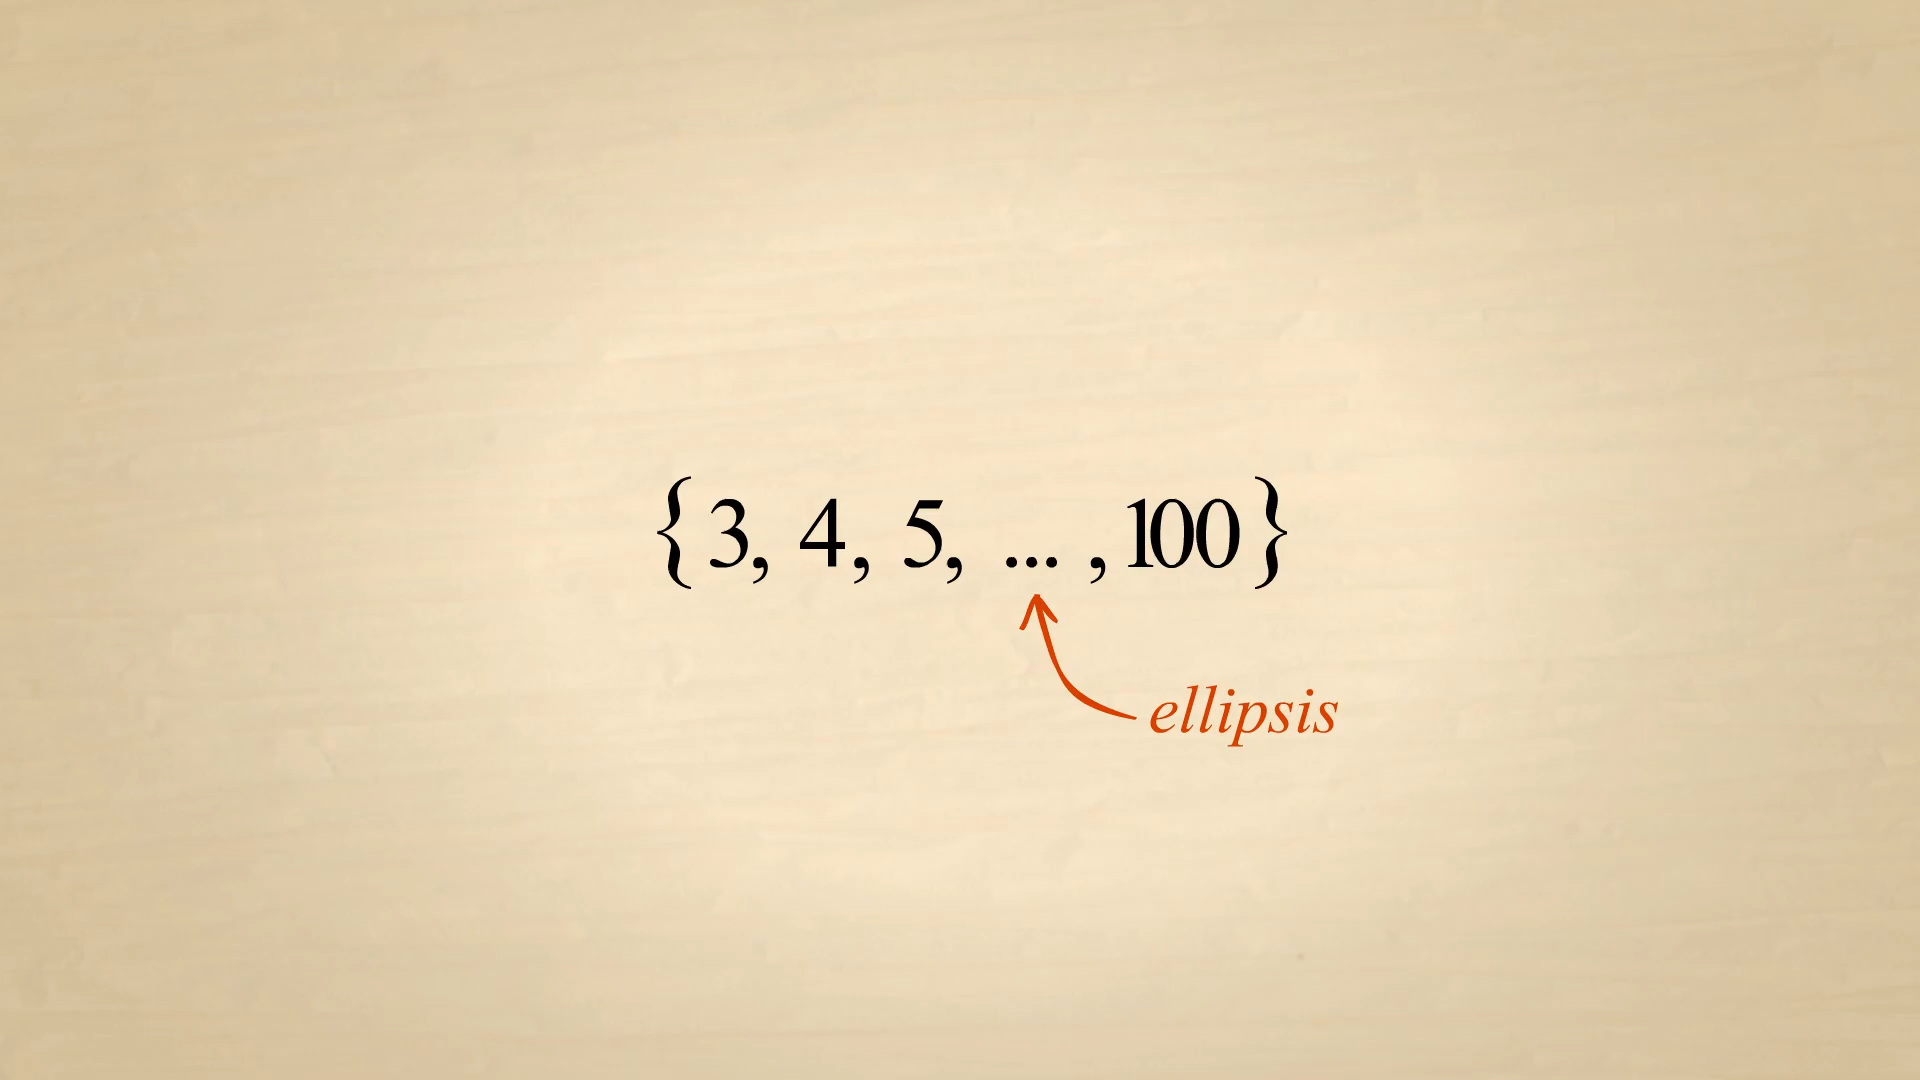 {3, 4, 5, ... ,100}
ellipsis